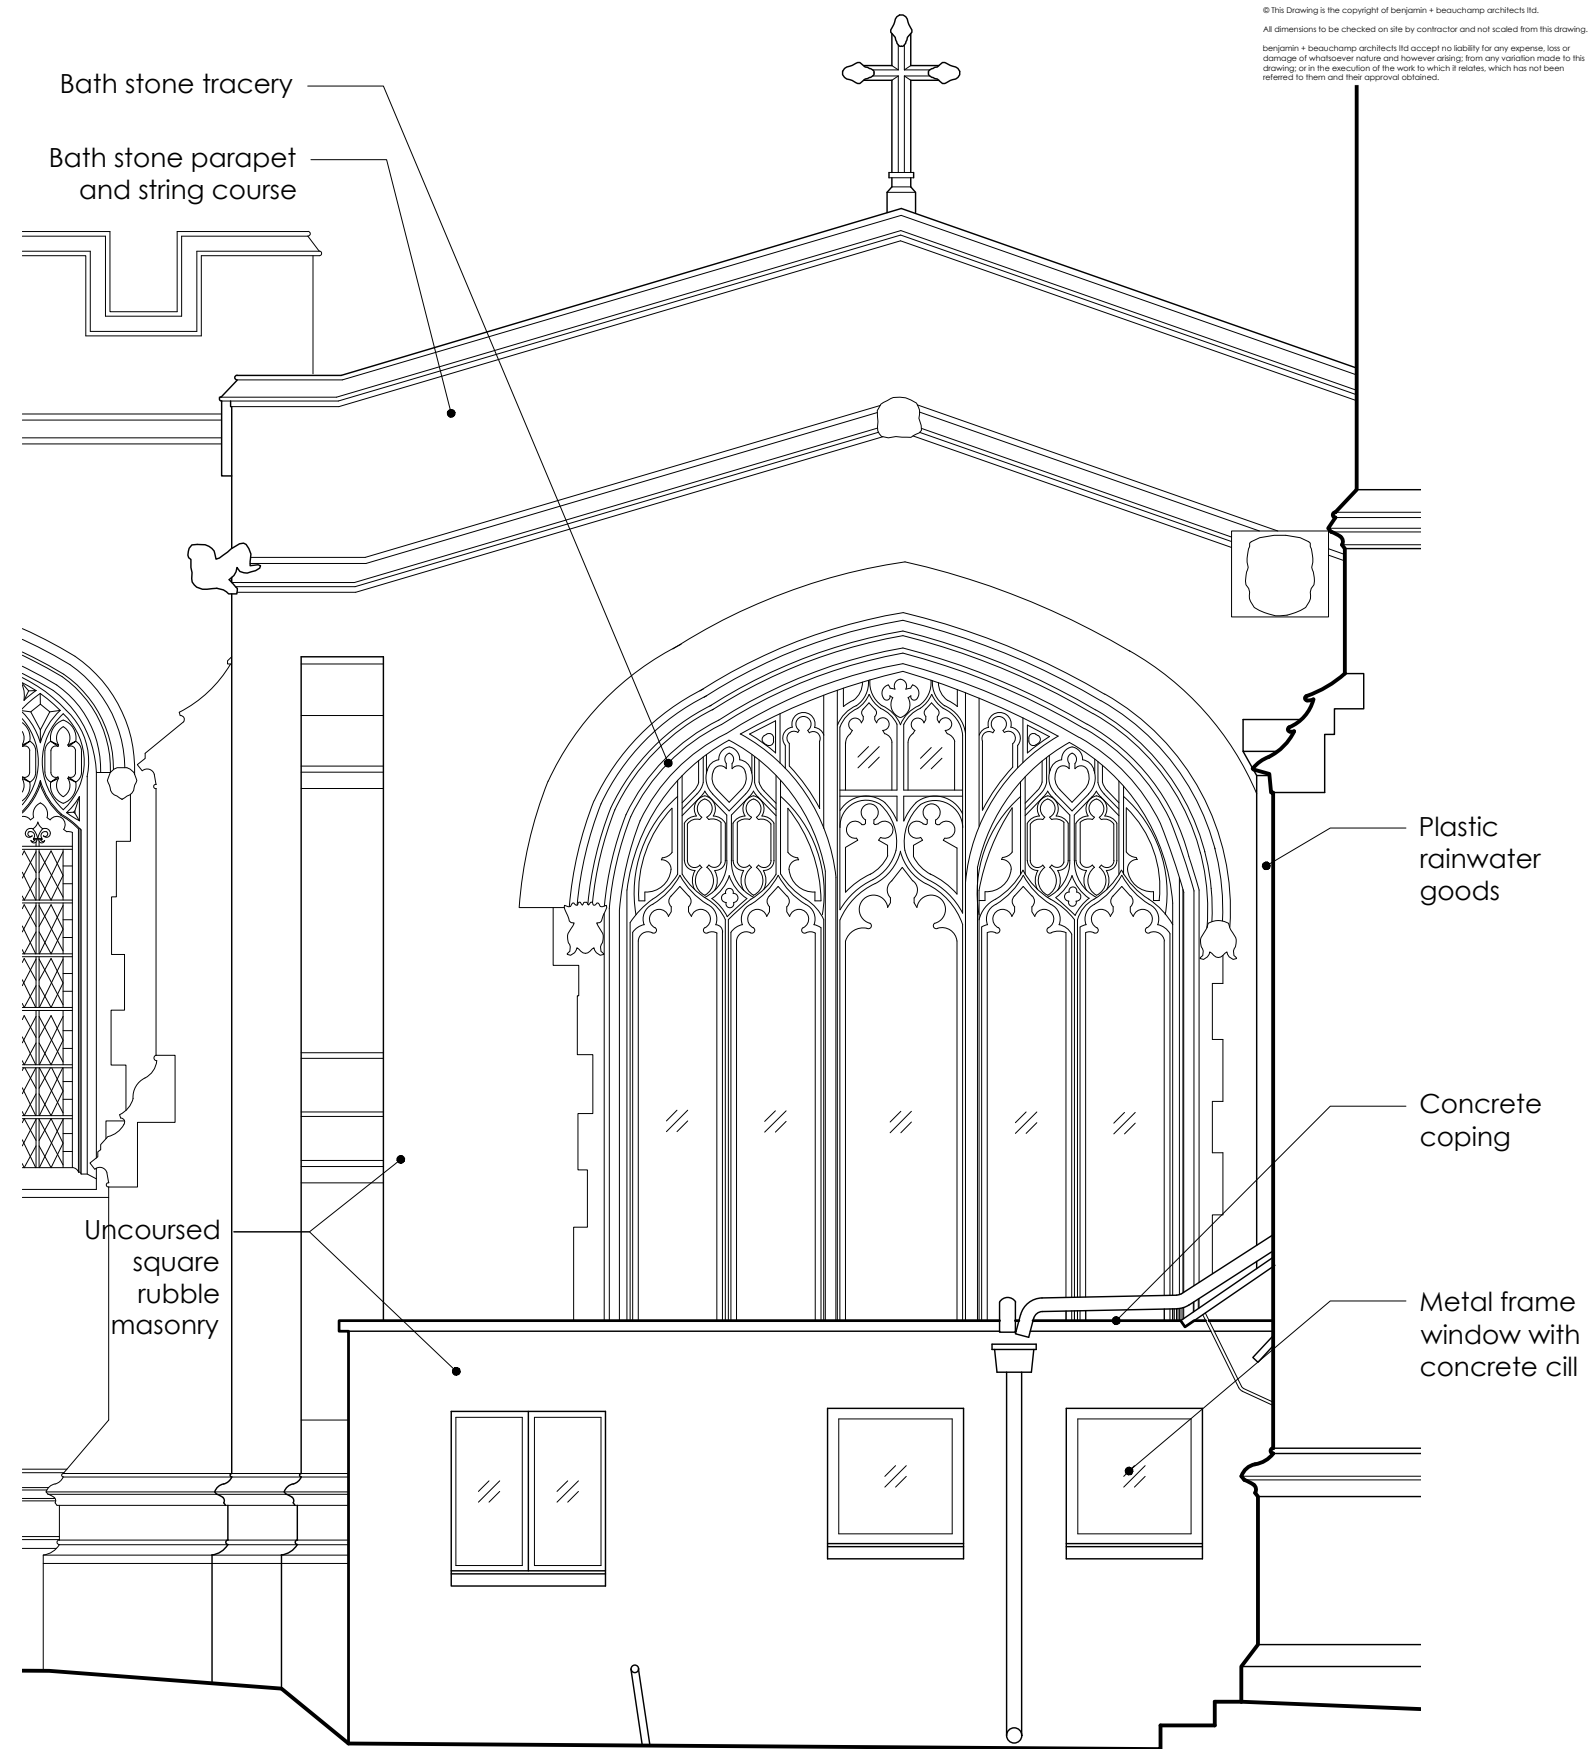 © This Drawing is the copyright of benjamin + beauchamp architects ltd.
All dimensions to be checked on site by contractor and not scaled from this drawing.
benjamin + beauchamp architects ltd accept no liability for any expense, loss or
damage of whatsoever nature and however arising; from any variation made to this
drawing; or in the execution of the work to which it relates, which has not been
referred to them and their approval obtained.
Bath stone tracery
Bath stone parapet
and string course
Plastic
rainwater
goods
Concrete
coping
Uncoursed
square
rubble
masonry
Metal frame
window with
concrete cill